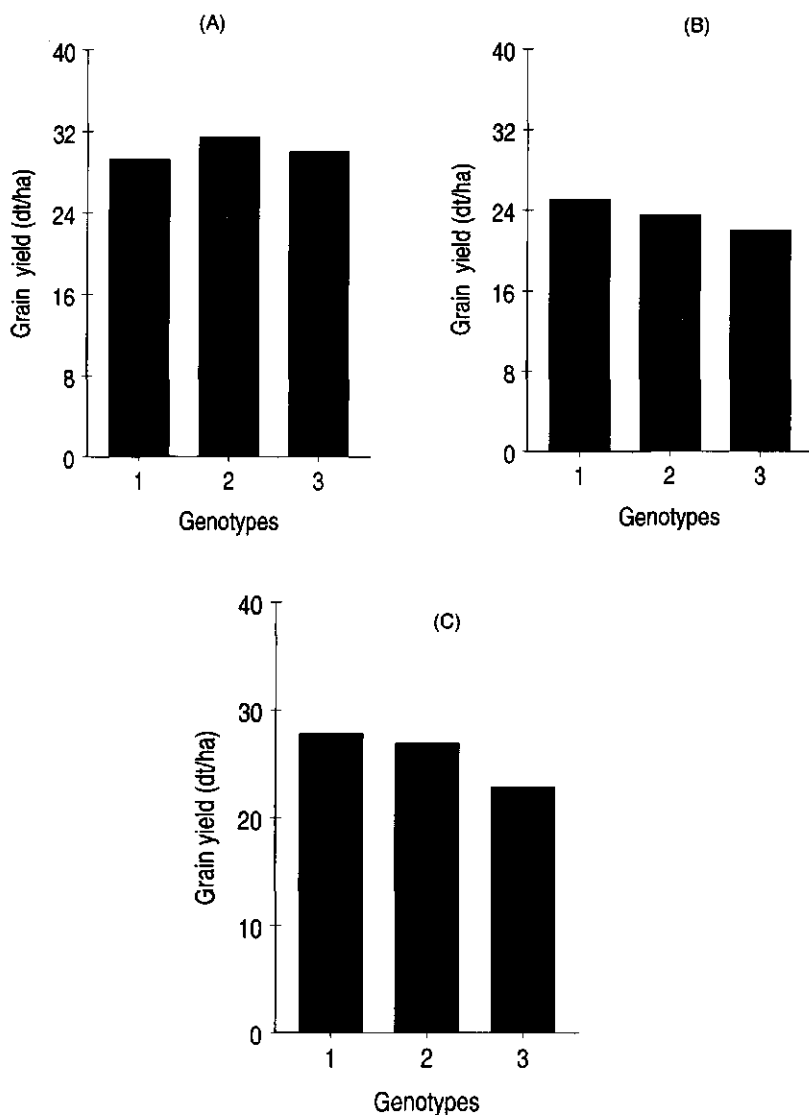 (A)
40
32
24
16
8
0
Grain yield (dt/ha)
1 2 3
Genotypes
(B)
40
32
24
16
8
0
Grain yield (dt/ha)
1 2 3
Genotypes
(C)
40
30
20
10
0
Grain yield (dt/ha)
1 2 3
Genotypes